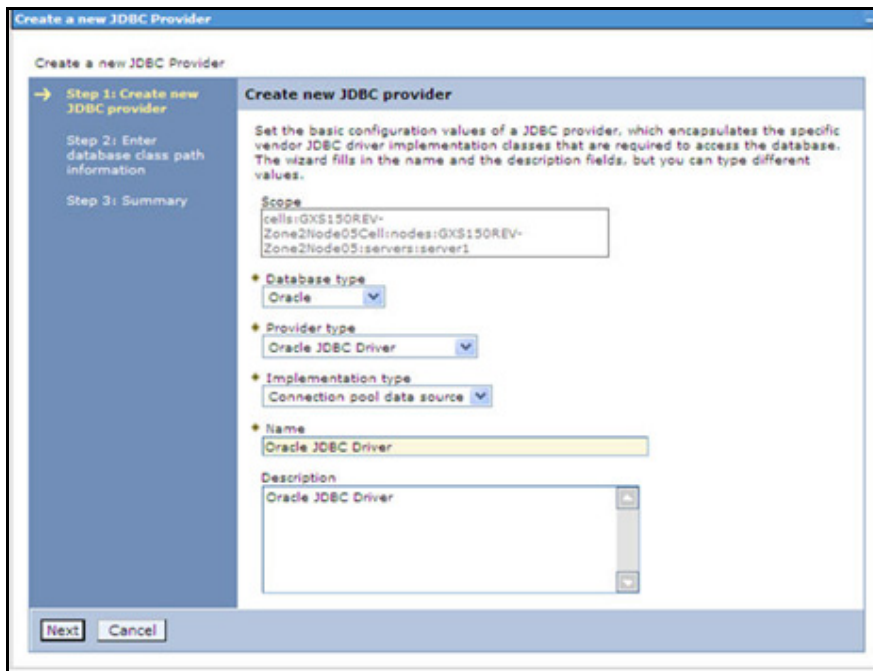 Create a new JDBC Provider
Create a new JDBC Provider
Step 1: Create new
JDBC provider
Step 2: Enter
database class path
information
Step 3: Summary
Create new JDBC provider
Set the basic configuration values of a JDBC provider, which encapsulates the specific
vendor JDBC driver implementation classes that are required to access the database.
The wizard fills in the name and the description fields, but you can type different
values.
Scope
cells:GXS150REV-
Zone2Node05Cell:nodes:GXS150REV-
Zone2Node05:servers:server1
Database type
Oracle
Provider type
Oracle JDBC Driver
Implementation type
Connection pool data source
Name
Oracle JDBC Driver
Description
Oracle JDBC Driver
Next
Cancel